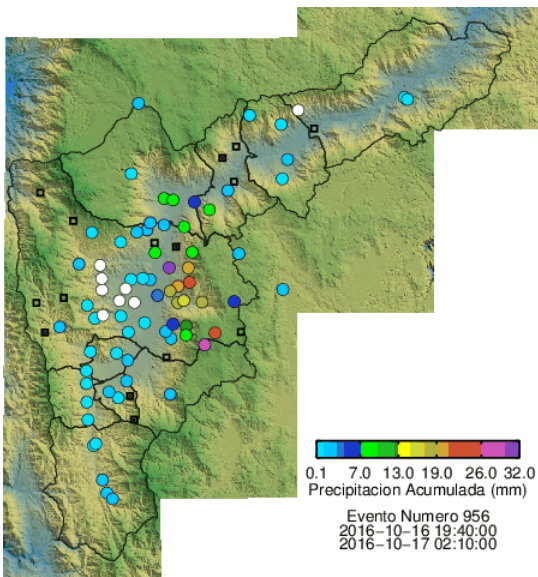 0.1 7.0 13.0 19.0 26.0 32.0
Precipitacion Acumulada (mm)
Evento Numero 956
2016-10-16 19:40:00
2016-10-17 02:10:00